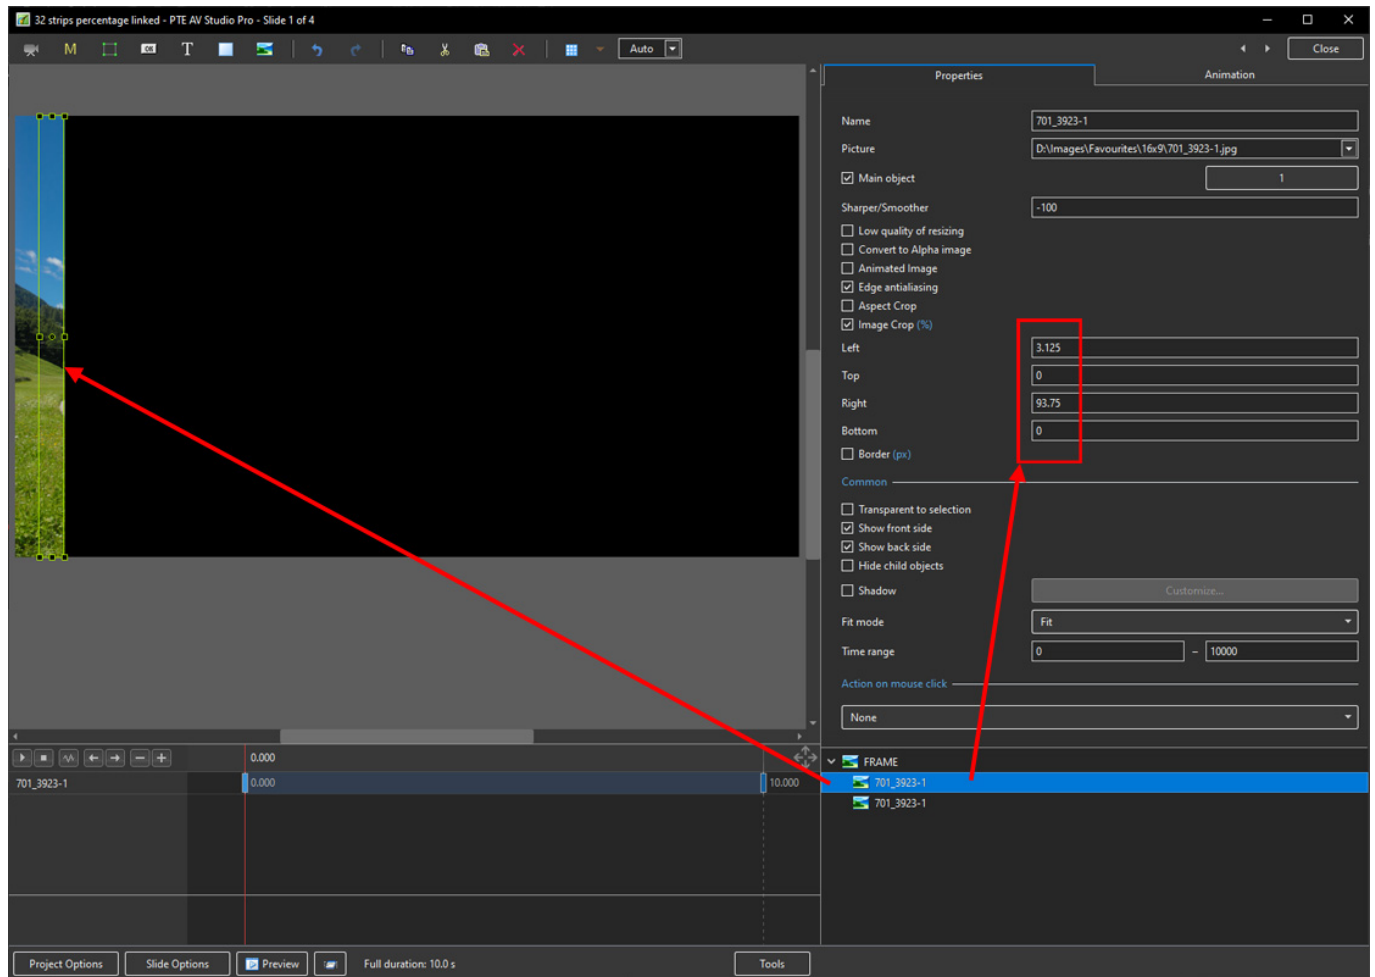 32 strips percentage linked - PTE AV Studio Pro - Slide 1 of 4
M OK T Auto Close
Properties Animation
Name 701_3923-1
Picture D:\Images\Favourites\16x9\701_3923-1.jpg
Main object 1
Sharper/Smoother -100
Low quality of resizing
Convert to Alpha image
Animated Image
Edge antialiasing
Aspect Crop
Image Crop (%)
Left 3.125
Top 0
Right 93.75
Bottom 0
Border (px)
Common
Transparent to selection
Show front side
Show back side
Hide child objects
Shadow Customize...
Fit mode Fit
Time range 0 – 10000
Action on mouse click
None
0.000
FRAME
701_3923-1 0.000 10.000
701_3923-1
701_3923-1
Project Options Slide Options Preview Full duration: 10.0 s Tools